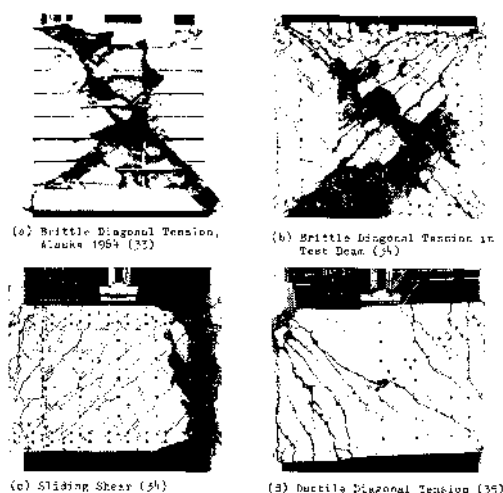 (a) Brittle Diagonal Tension,
Alaska 1964 (33)
(b) Brittle Diagonal Tension in
Test Beam (34)
(c) Sliding Shear (34)
(d) Ductile Diagonal Tension (35)